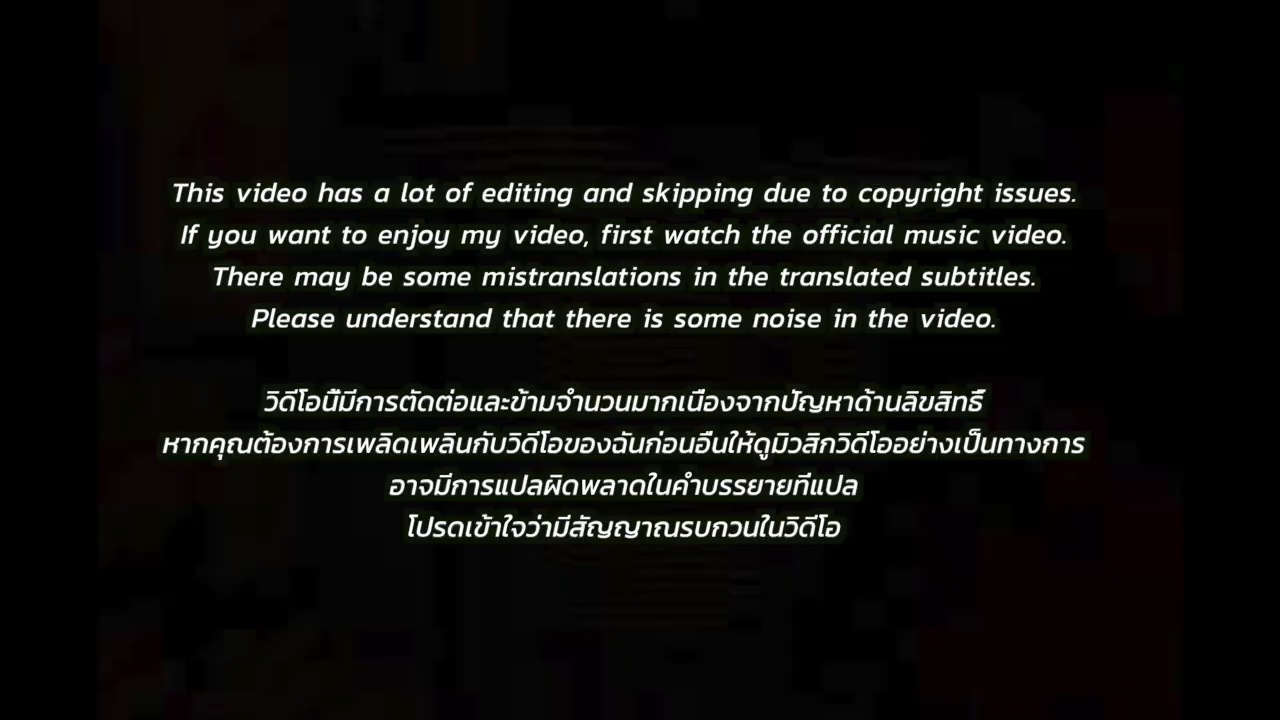 This video has a lot of editing and skipping due to copyright issues.
If you want to enjoy my video, first watch the official music video.
There may be some mistranslations in the translated subtitles.
Please understand that there is some noise in the video.
วิดีโอนี้มีการตัดต่อและข้ามจำนวนมากเนื่องจากปัญหาด้านลิขสิทธิ์
หากคุณต้องการเพลิดเพลินกับวิดีโอของฉันก่อนอื่นให้ดูมิวสิกวิดีโออย่างเป็นทางการ
อาจมีการแปลผิดพลาดในคำบรรยายที่แปล
โปรดเข้าใจว่ามีสัญญาณรบกวนในวิดีโอ